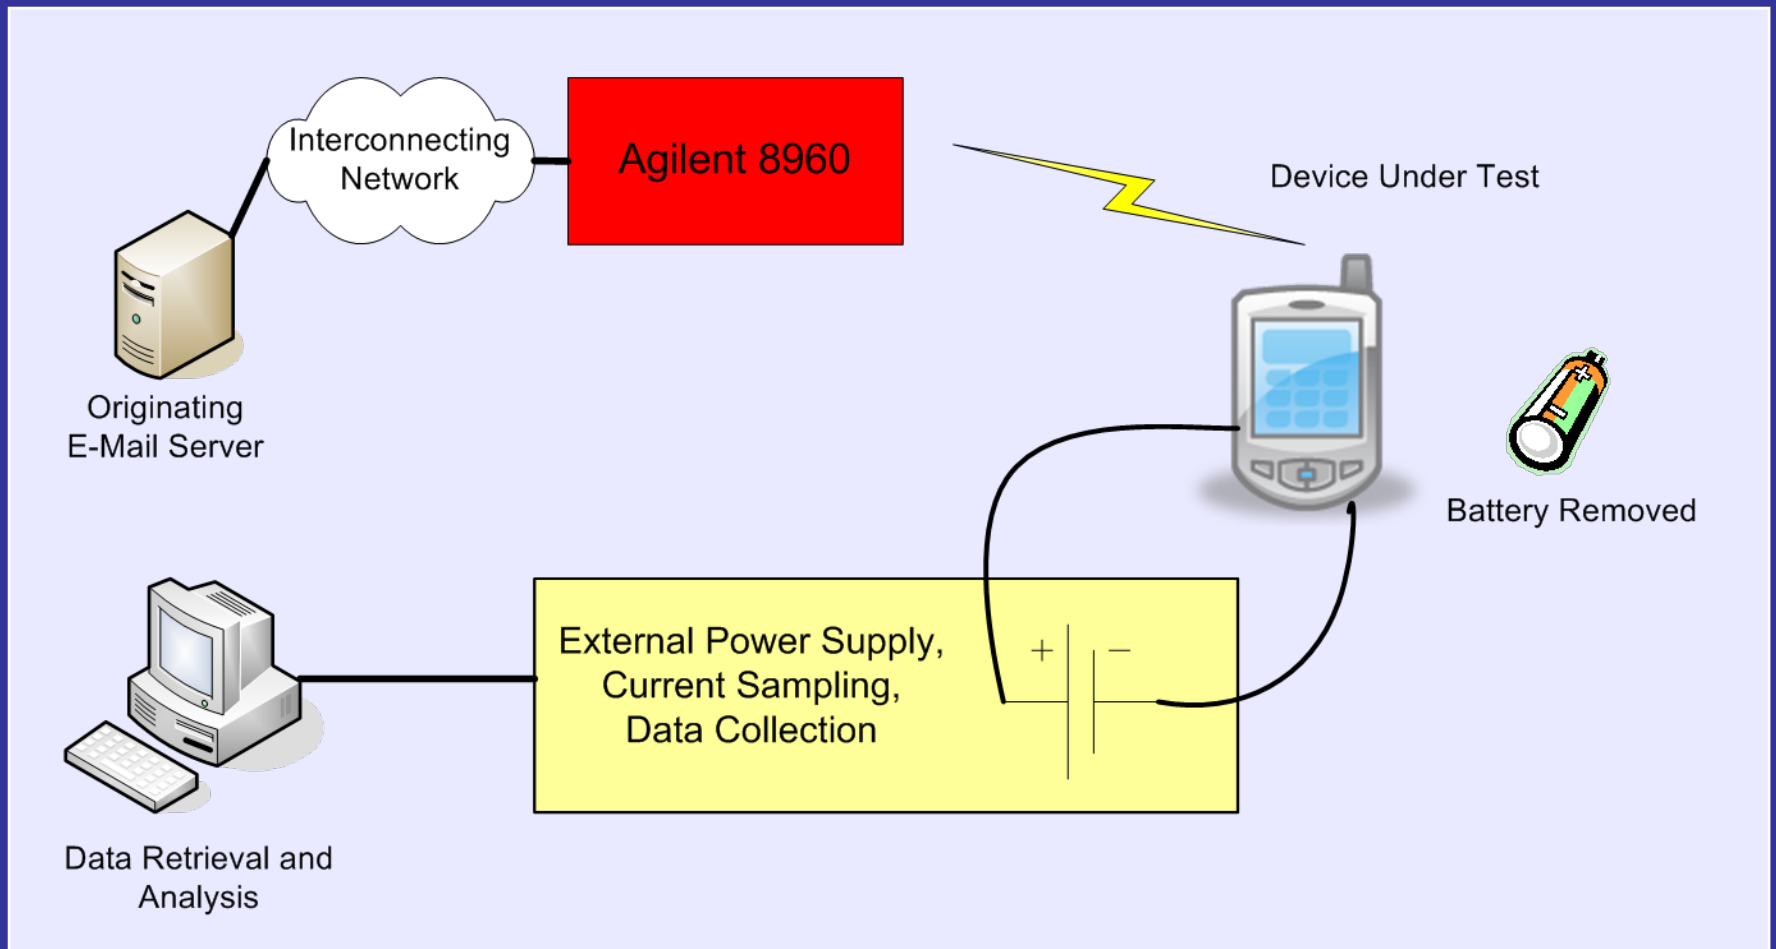 Interconnecting
Network
Agilent 8960
Device Under Test
Originating
E-Mail Server
Battery Removed
External Power Supply,
Current Sampling,
Data Collection
+
−
Data Retrieval and
Analysis